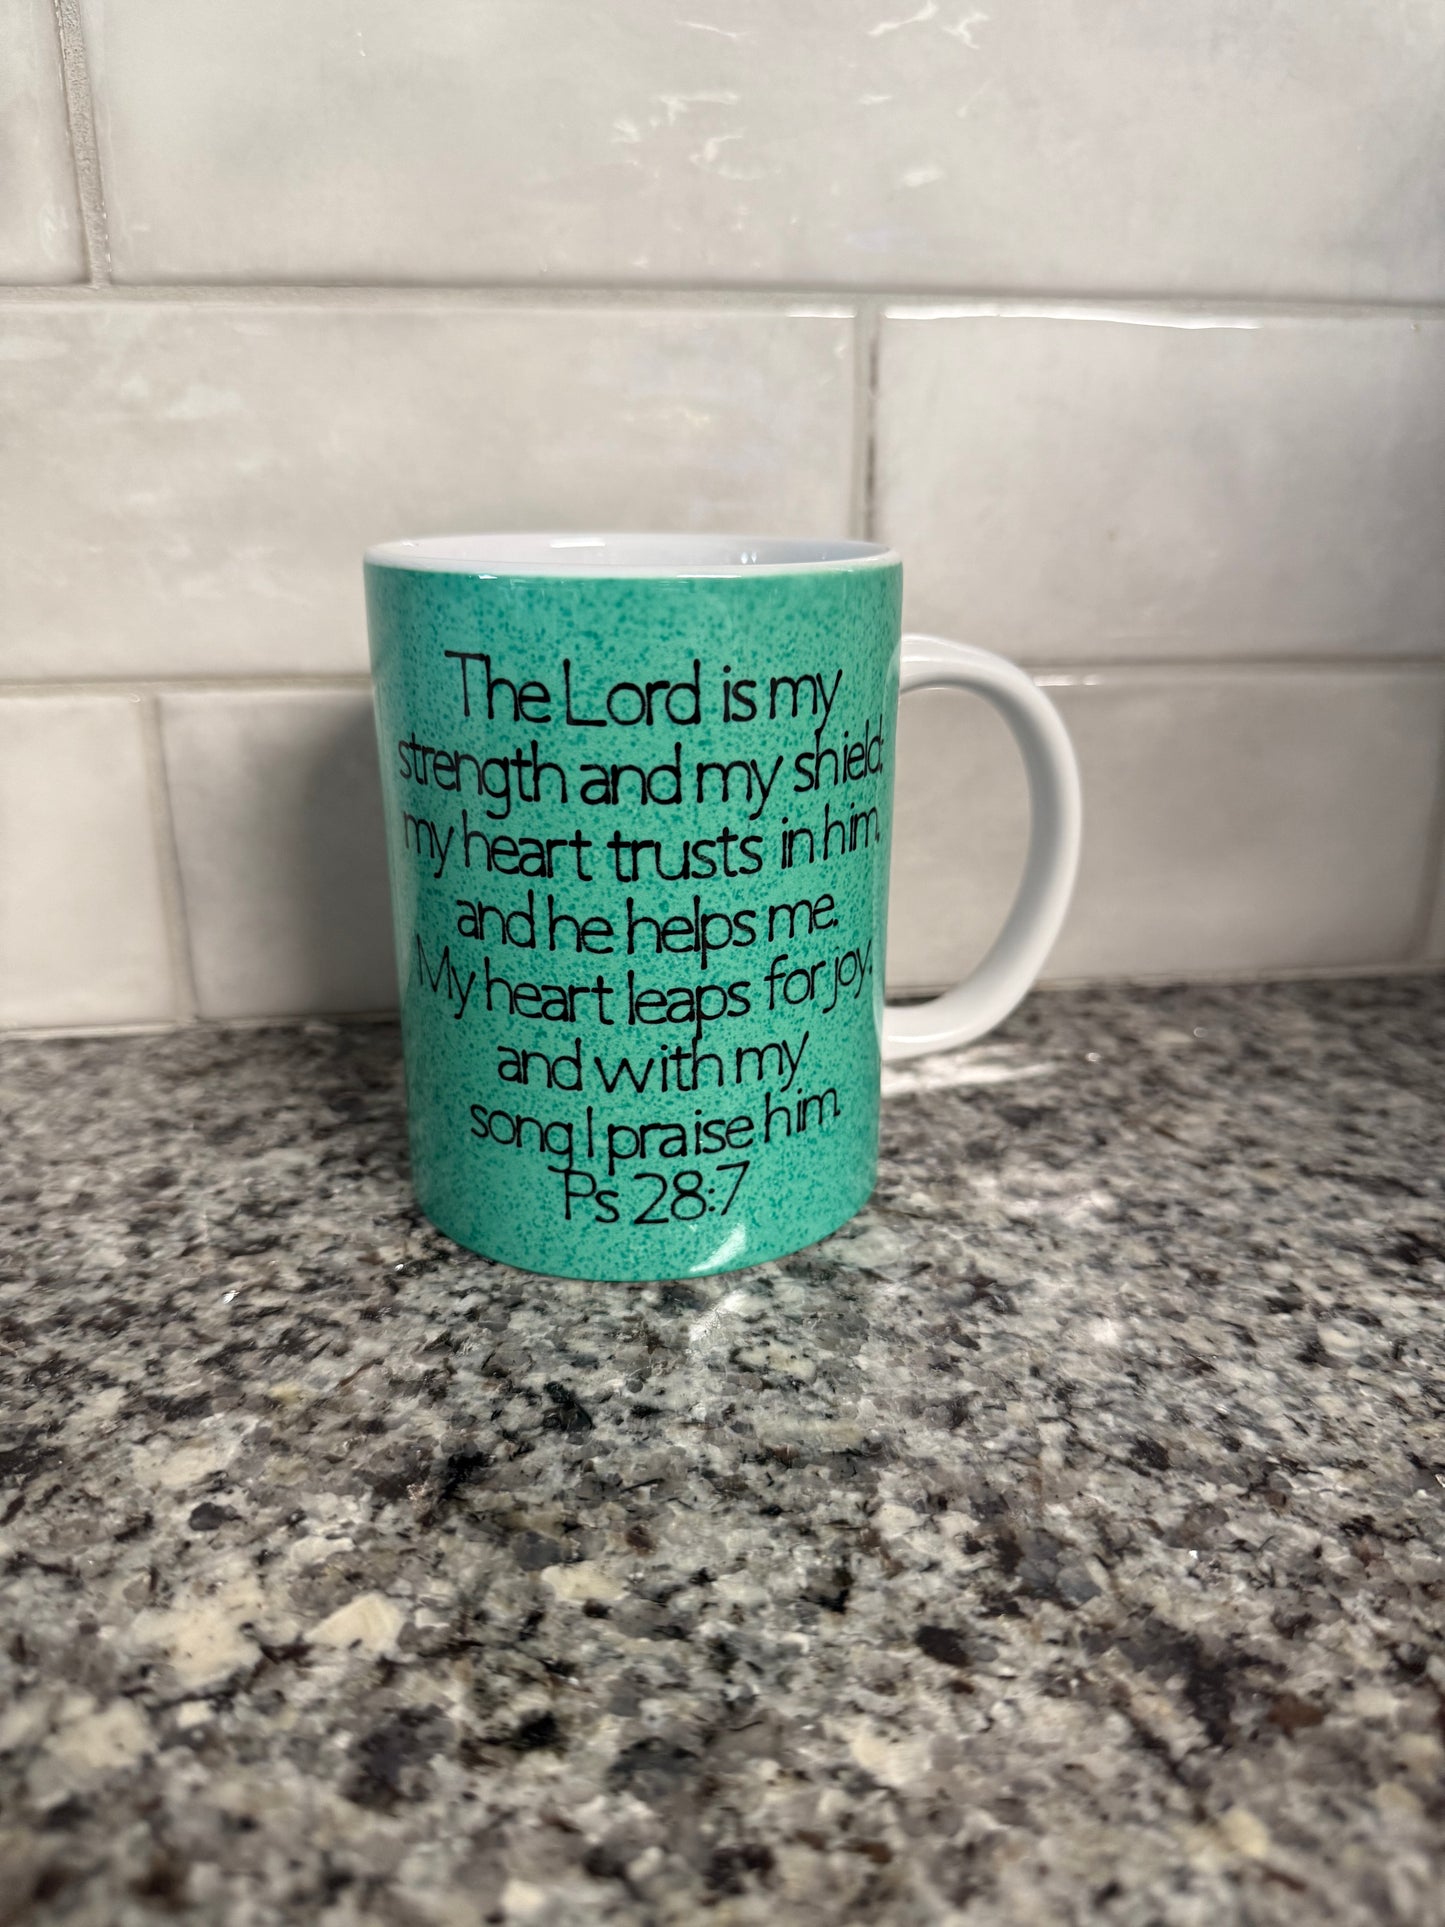 The Lord is my
strength and my shield;
my heart trusts in him,
and he helps me.
My heart leaps for joy,
and with my
song I praise him.
Ps 28:7